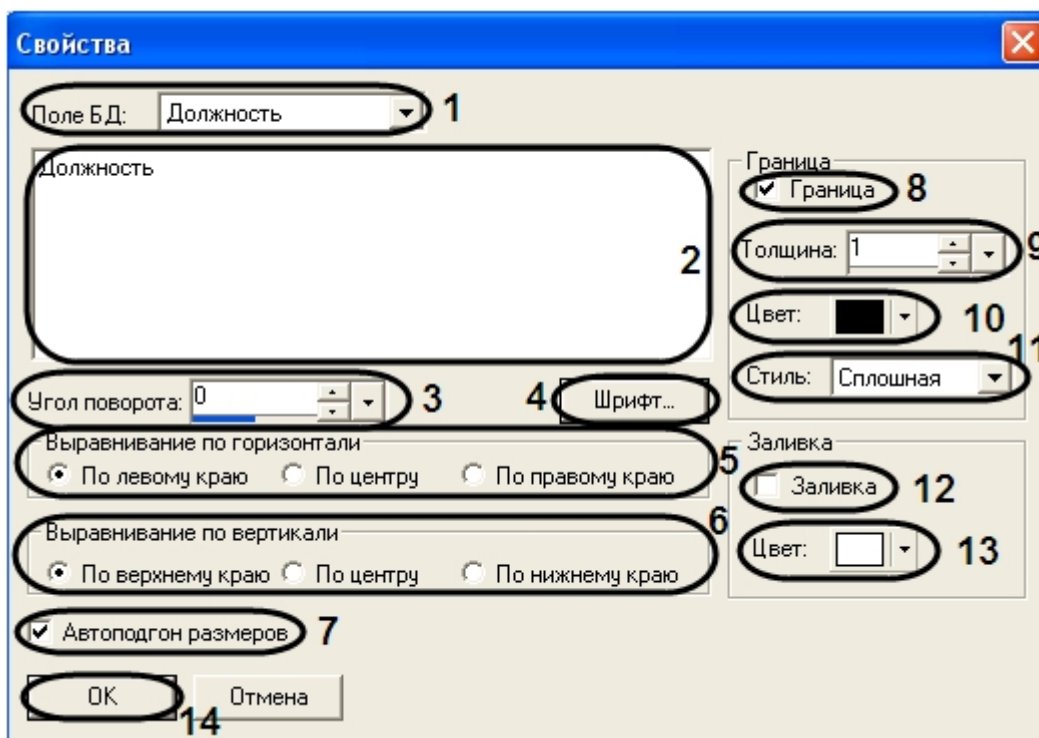 Свойства
Поле БД: Должность 1
Должность
2
Угол поворота: 0 3
4 Шрифт...
Выравнивание по горизонтали
По левому краю По центру По правому краю 5
Выравнивание по вертикали 6
По верхнему краю По центру По нижнему краю
Автоподгон размеров 7
OK Отмена
14
Граница
Граница 8
Толщина: 1 9
Цвет: 10
Стиль: Сплошная 11
Заливка
Заливка 12
Цвет: 13